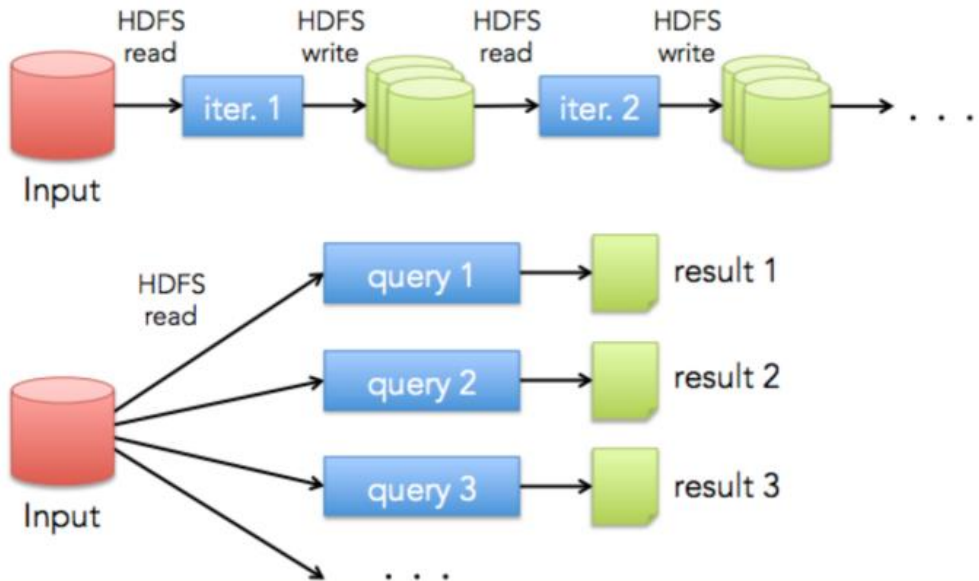 HDFS
read
HDFS
write
HDFS
read
HDFS
write
iter. 1
iter. 2
. . .
Input
HDFS
read
query 1
result 1
query 2
result 2
query 3
result 3
Input
. . .